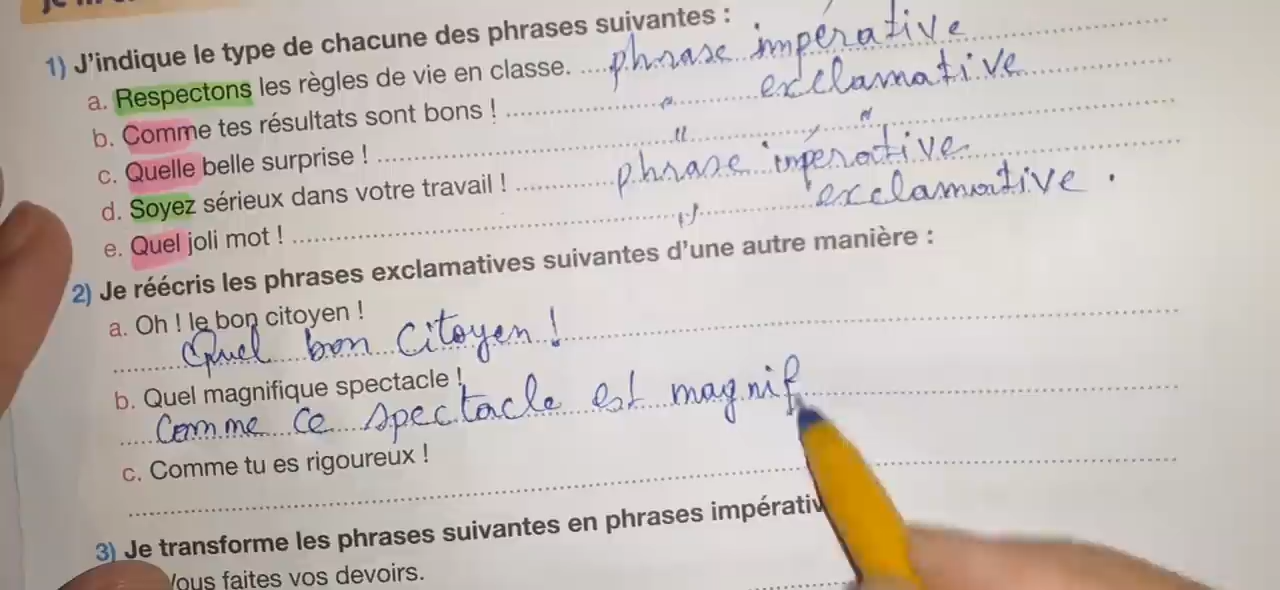 1) J'indique le type de chacune des phrases suivantes :
a. Respectons les règles de vie en classe. phrase impérative
b. Comme tes résultats sont bons ! " exclamative
c. Quelle belle surprise ! " "
d. Soyez sérieux dans votre travail ! phrase impérative
e. Quel joli mot ! " exclamative.
2) Je réécris les phrases exclamatives suivantes d'une autre manière :
a. Oh ! le bon citoyen !
Quel bon citoyen !
b. Quel magnifique spectacle !
Comme ce spectacle est magnif
c. Comme tu es rigoureux !
3) Je transforme les phrases suivantes en phrases impérativ
Vous faites vos devoirs.